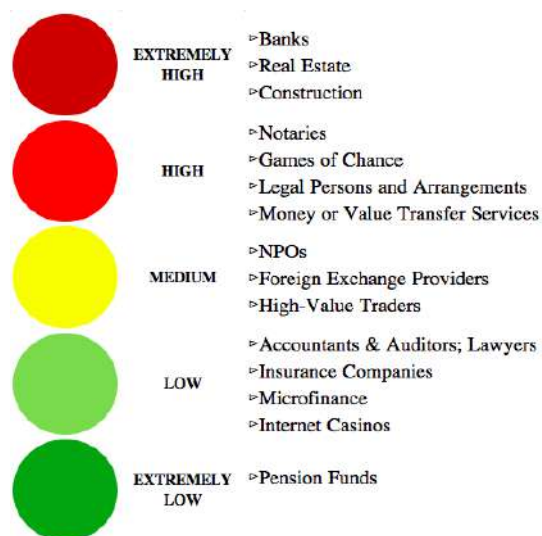 EXTREMELY
HIGH
▹Banks
▹Real Estate
▹Construction
HIGH
▹Notaries
▹Games of Chance
▹Legal Persons and Arrangements
▹Money or Value Transfer Services
MEDIUM
▹NPOs
▹Foreign Exchange Providers
▹High-Value Traders
LOW
▹Accountants & Auditors; Lawyers
▹Insurance Companies
▹Microfinance
▹Internet Casinos
EXTREMELY
LOW
▹Pension Funds